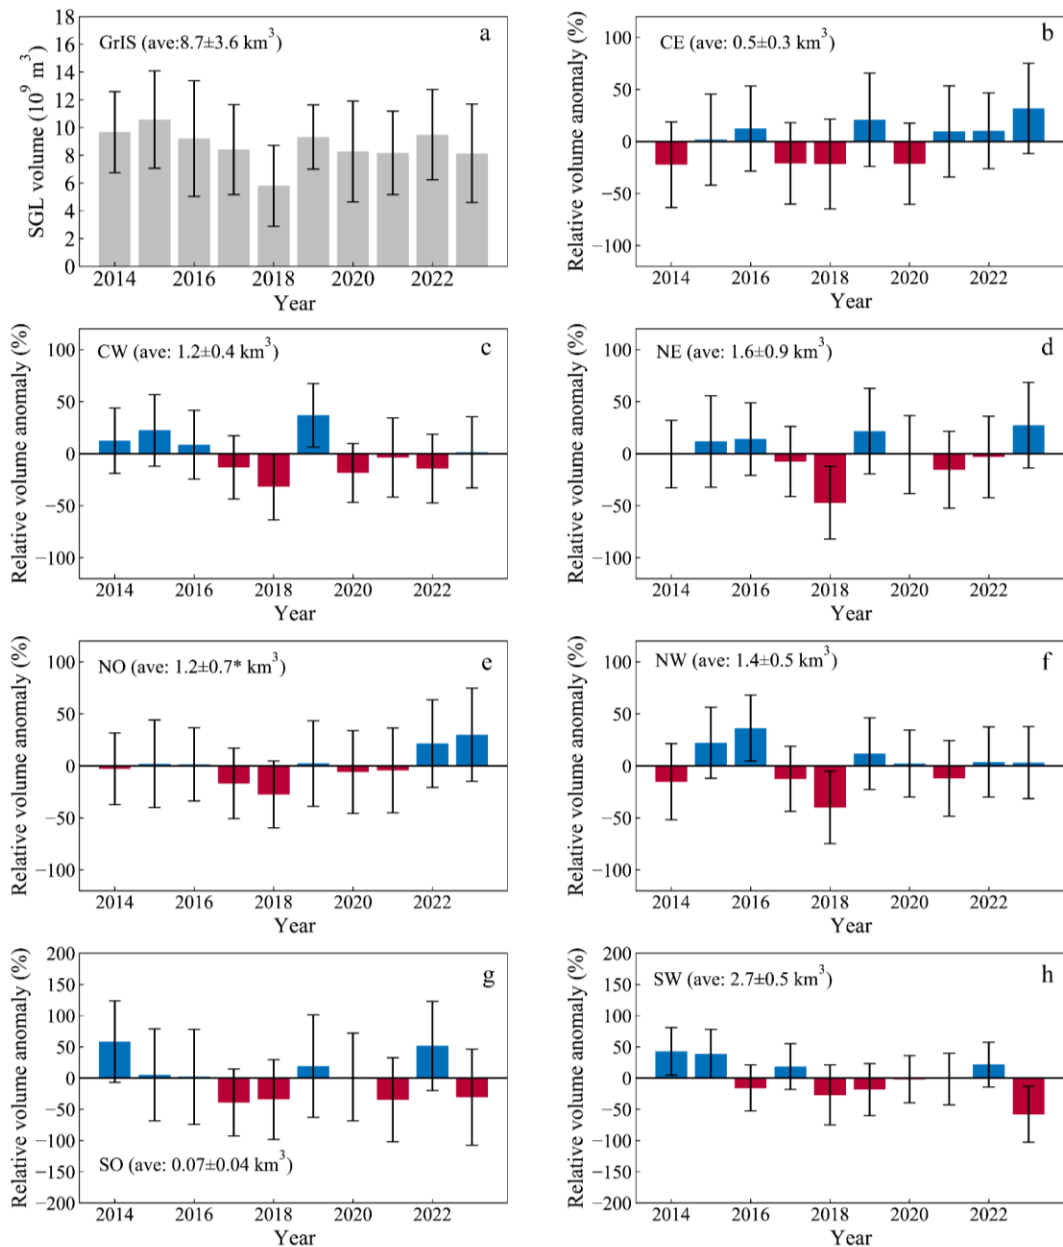 GrIS (ave:8.7±3.6 km³)
a
SGL volume (10⁹ m³)
18
16
14
12
10
8
6
4
2
0
2014 2016 2018 2020 2022
Year
CE (ave: 0.5±0.3 km³)
b
Relative volume anomaly (%)
100
50
0
−50
−100
2014 2016 2018 2020 2022
Year
CW (ave: 1.2±0.4 km³)
c
Relative volume anomaly (%)
100
50
0
−50
−100
2014 2016 2018 2020 2022
Year
NE (ave: 1.6±0.9 km³)
d
Relative volume anomaly (%)
100
50
0
−50
−100
2014 2016 2018 2020 2022
Year
NO (ave: 1.2±0.7* km³)
e
Relative volume anomaly (%)
100
50
0
−50
−100
2014 2016 2018 2020 2022
Year
NW (ave: 1.4±0.5 km³)
f
Relative volume anomaly (%)
100
50
0
−50
−100
2014 2016 2018 2020 2022
Year
g
Relative volume anomaly (%)
200
150
100
50
0
−50
−100
−150
−200
SO (ave: 0.07±0.04 km³)
2014 2016 2018 2020 2022
Year
SW (ave: 2.7±0.5 km³)
h
Relative volume anomaly (%)
200
150
100
50
0
−50
−100
−150
−200
2014 2016 2018 2020 2022
Year